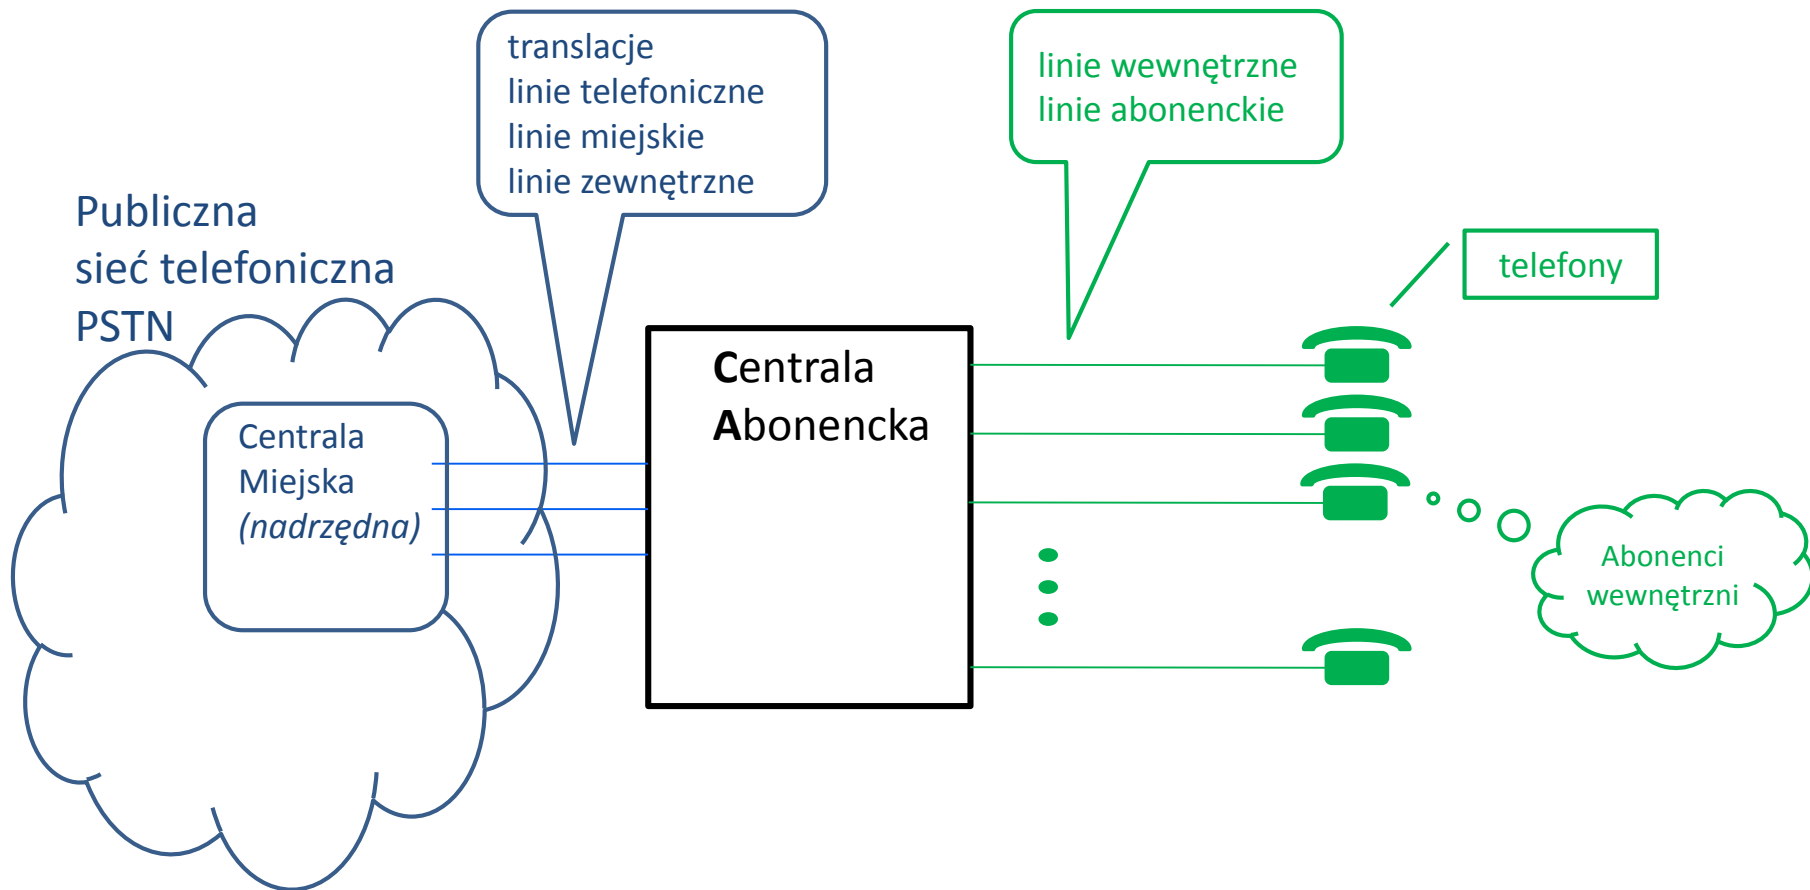 translacje
linie telefoniczne
linie miejskie
linie zewnętrzne
linie wewnętrzne
linie abonenckie
Publiczna
sieć telefoniczna
PSTN
telefony
Centrala
Abonencka
Centrala
Miejska
(nadrzędna)
Abonenci
wewnętrzni